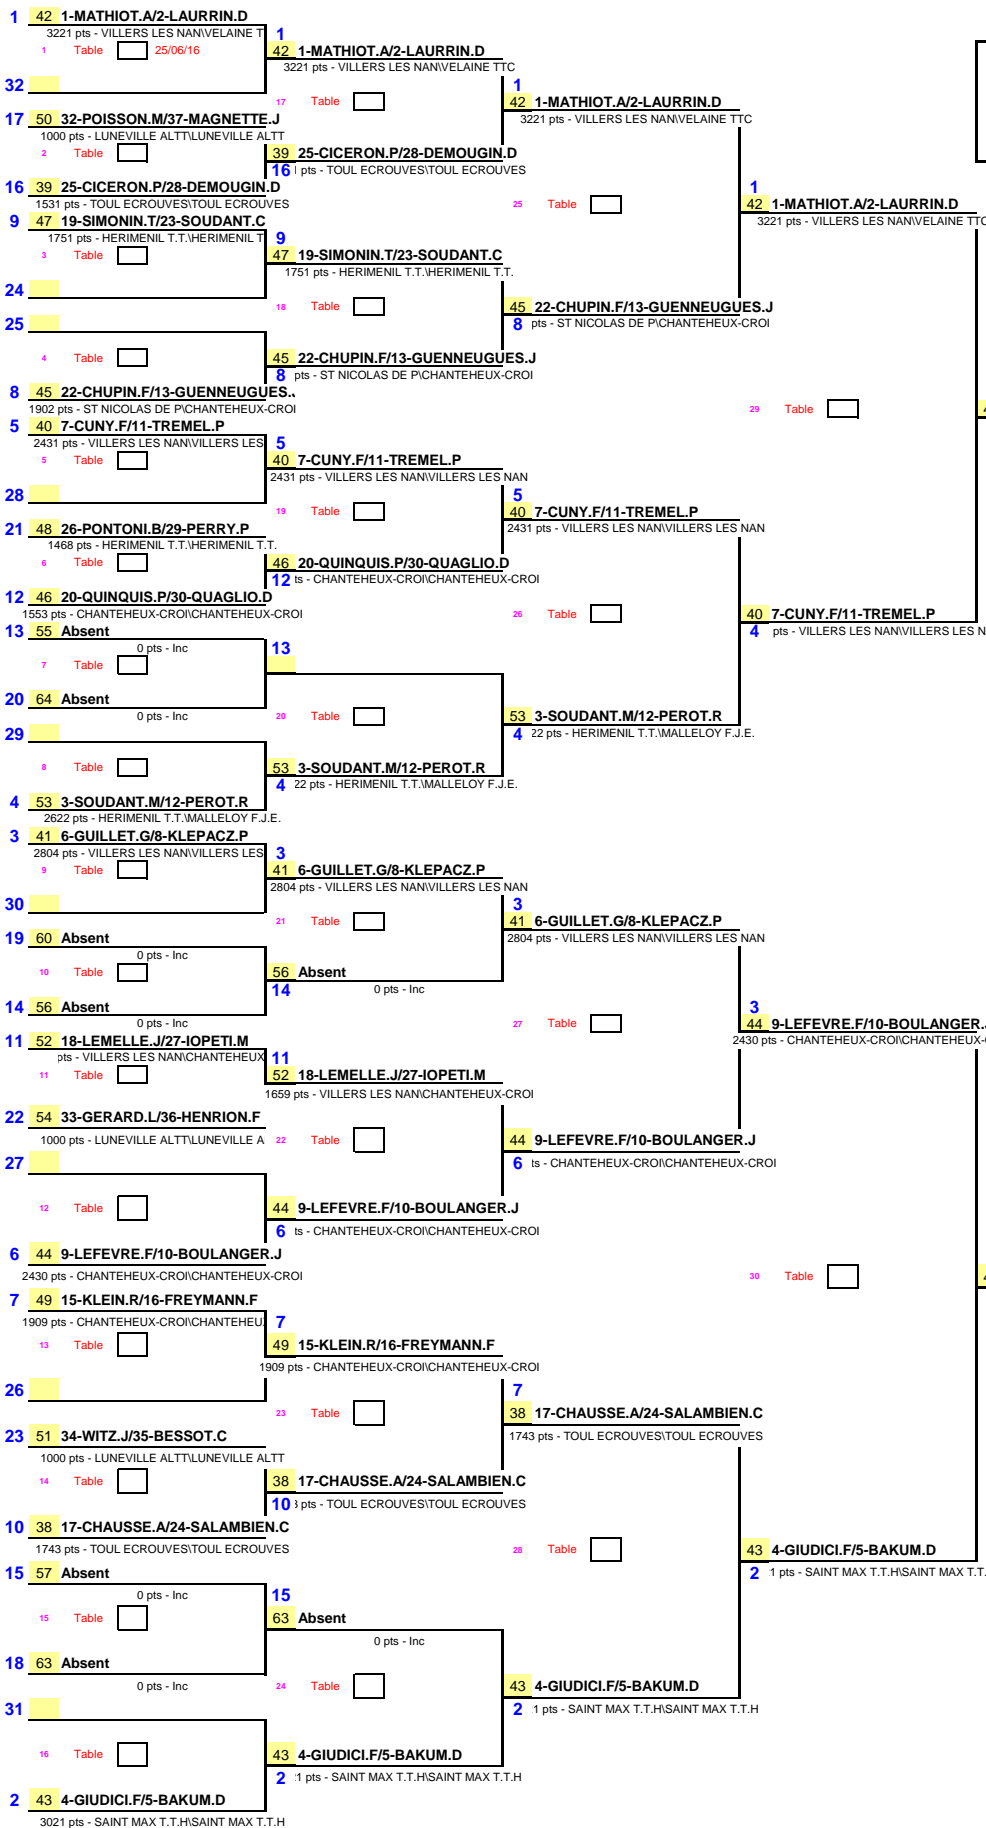 1 42 1-MATHIOT.A/2-LAURRIN.D
3221 pts - VILLERS LES NAN\VELAINE T
1 Table 25/06/16
1
42 1-MATHIOT.A/2-LAURRIN.D
3221 pts - VILLERS LES NAN\VELAINE TTC
32
17 Table
1
42 1-MATHIOT.A/2-LAURRIN.D
3221 pts - VILLERS LES NAN\VELAINE TTC
17 50 32-POISSON.M/37-MAGNETTE.J
1000 pts - LUNEVILLE ALTT\LUNEVILLE ALTT
2 Table
39 25-CICERON.P/28-DEMOUGIN.D
16 pts - TOUL ECROUVES\TOUL ECROUVES
16 39 25-CICERON.P/28-DEMOUGIN.D
1531 pts - TOUL ECROUVES\TOUL ECROUVES
25 Table
1
42 1-MATHIOT.A/2-LAURRIN.D
3221 pts - VILLERS LES NAN\VELAINE TTC
9 47 19-SIMONIN.T/23-SOUDANT.C
1751 pts - HERIMENIL T.T.\HERIMENIL T
3 Table
9
47 19-SIMONIN.T/23-SOUDANT.C
1751 pts - HERIMENIL T.T.\HERIMENIL T.T.
24
18 Table
45 22-CHUPIN.F/13-GUENNEUGUES.J
8 pts - ST NICOLAS DE P\CHANTEHEUX-CROI
25
4 Table
45 22-CHUPIN.F/13-GUENNEUGUES.J
8 pts - ST NICOLAS DE P\CHANTEHEUX-CROI
8 45 22-CHUPIN.F/13-GUENNEUGUES.
1902 pts - ST NICOLAS DE P\CHANTEHEUX-CROI
29 Table
5 40 7-CUNY.F/11-TREMEL.P
2431 pts - VILLERS LES NAN\VILLERS LES
5 Table
5
40 7-CUNY.F/11-TREMEL.P
2431 pts - VILLERS LES NAN\VILLERS LES NAN
28
19 Table
5
40 7-CUNY.F/11-TREMEL.P
2431 pts - VILLERS LES NAN\VILLERS LES NAN
21 48 26-PONTONI.B/29-PERRY.P
1468 pts - HERIMENIL T.T.\HERIMENIL T.T.
6 Table
46 20-QUINQUIS.P/30-QUAGLIO.D
12 ts - CHANTEHEUX-CROI\CHANTEHEUX-CROI
12 46 20-QUINQUIS.P/30-QUAGLIO.D
1553 pts - CHANTEHEUX-CROI\CHANTEHEUX-CROI
26 Table
40 7-CUNY.F/11-TREMEL.P
4 pts - VILLERS LES NAN\VILLERS LES N
13 55 Absent
0 pts - Inc
7 Table
13
20 64 Absent
0 pts - Inc
20 Table
53 3-SOUDANT.M/12-PEROT.R
4 22 pts - HERIMENIL T.T.\MALLELOY F.J.E.
29
8 Table
53 3-SOUDANT.M/12-PEROT.R
4 22 pts - HERIMENIL T.T.\MALLELOY F.J.E.
4 53 3-SOUDANT.M/12-PEROT.R
2622 pts - HERIMENIL T.T.\MALLELOY F.J.E.
3 41 6-GUILLET.G/8-KLEPACZ.P
2804 pts - VILLERS LES NAN\VILLERS LES
9 Table
3
41 6-GUILLET.G/8-KLEPACZ.P
2804 pts - VILLERS LES NAN\VILLERS LES NAN
30
21 Table
3
41 6-GUILLET.G/8-KLEPACZ.P
2804 pts - VILLERS LES NAN\VILLERS LES NAN
19 60 Absent
0 pts - Inc
10 Table
56 Absent
14 0 pts - Inc
14 56 Absent
0 pts - Inc
27 Table
3
44 9-LEFEVRE.F/10-BOULANGER.
2430 pts - CHANTEHEUX-CROI\CHANTEHEUX-
11 52 18-LEMELLE.J/27-IOPETI.M
pts - VILLERS LES NAN\CHANTEHEUX
11 Table
11
52 18-LEMELLE.J/27-IOPETI.M
1659 pts - VILLERS LES NAN\CHANTEHEUX-CROI
22 54 33-GERARD.L/36-HENRION.F
1000 pts - LUNEVILLE ALTT\LUNEVILLE A
22 Table
44 9-LEFEVRE.F/10-BOULANGER.J
6 ts - CHANTEHEUX-CROI\CHANTEHEUX-CROI
27
12 Table
44 9-LEFEVRE.F/10-BOULANGER.J
6 ts - CHANTEHEUX-CROI\CHANTEHEUX-CROI
6 44 9-LEFEVRE.F/10-BOULANGER.J
2430 pts - CHANTEHEUX-CROI\CHANTEHEUX-CROI
30 Table
7 49 15-KLEIN.R/16-FREYMANN.F
1909 pts - CHANTEHEUX-CROI\CHANTEHEU
13 Table
7
49 15-KLEIN.R/16-FREYMANN.F
1909 pts - CHANTEHEUX-CROI\CHANTEHEUX-CROI
26
23 Table
7
38 17-CHAUSSE.A/24-SALAMBIEN.C
1743 pts - TOUL ECROUVES\TOUL ECROUVES
23 51 34-WITZ.J/35-BESSOT.C
1000 pts - LUNEVILLE ALTT\LUNEVILLE ALTT
14 Table
38 17-CHAUSSE.A/24-SALAMBIEN.C
10 3 pts - TOUL ECROUVES\TOUL ECROUVES
10 38 17-CHAUSSE.A/24-SALAMBIEN.C
1743 pts - TOUL ECROUVES\TOUL ECROUVES
28 Table
43 4-GIUDICI.F/5-BAKUM.D
2 1 pts - SAINT MAX T.T.H\SAINT MAX T.T.
15 57 Absent
0 pts - Inc
15 Table
15
63 Absent
0 pts - Inc
18 63 Absent
0 pts - Inc
24 Table
43 4-GIUDICI.F/5-BAKUM.D
2 1 pts - SAINT MAX T.T.H\SAINT MAX T.T.H
31
16 Table
43 4-GIUDICI.F/5-BAKUM.D
2 1 pts - SAINT MAX T.T.H\SAINT MAX T.T.H
2 43 4-GIUDICI.F/5-BAKUM.D
3021 pts - SAINT MAX T.T.H\SAINT MAX T.T.H